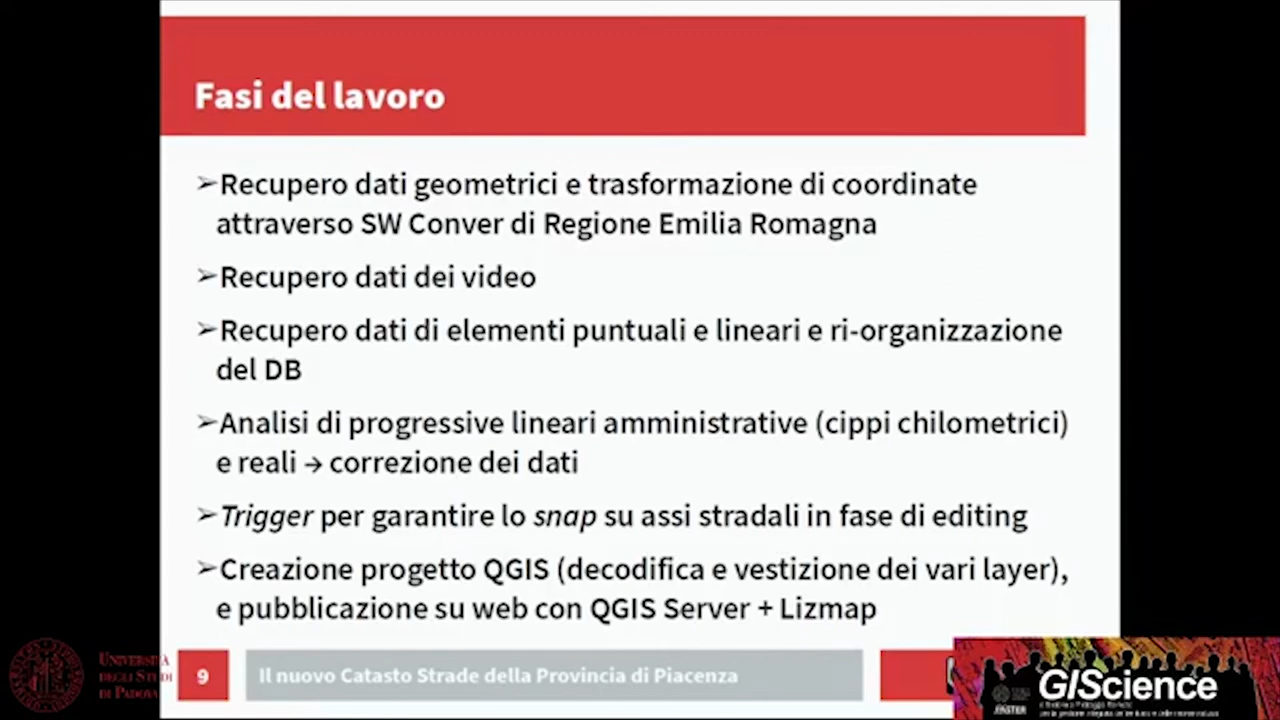 Fasi del lavoro
➢Recupero dati geometrici e trasformazione di coordinate
attraverso SW Conver di Regione Emilia Romagna
➢Recupero dati dei video
➢Recupero dati di elementi puntuali e lineari e ri-organizzazione
del DB
➢Analisi di progressive lineari amministrative (cippi chilometrici)
e reali → correzione dei dati
➢Trigger per garantire lo snap su assi stradali in fase di editing
➢Creazione progetto QGIS (decodifica e vestizione dei vari layer),
e pubblicazione su web con QGIS Server + Lizmap
UNIVERSITÀ
DEGLI STUDI
DI PADOVA
9
Il nuovo Catasto Strade della Provincia di Piacenza
GIScience